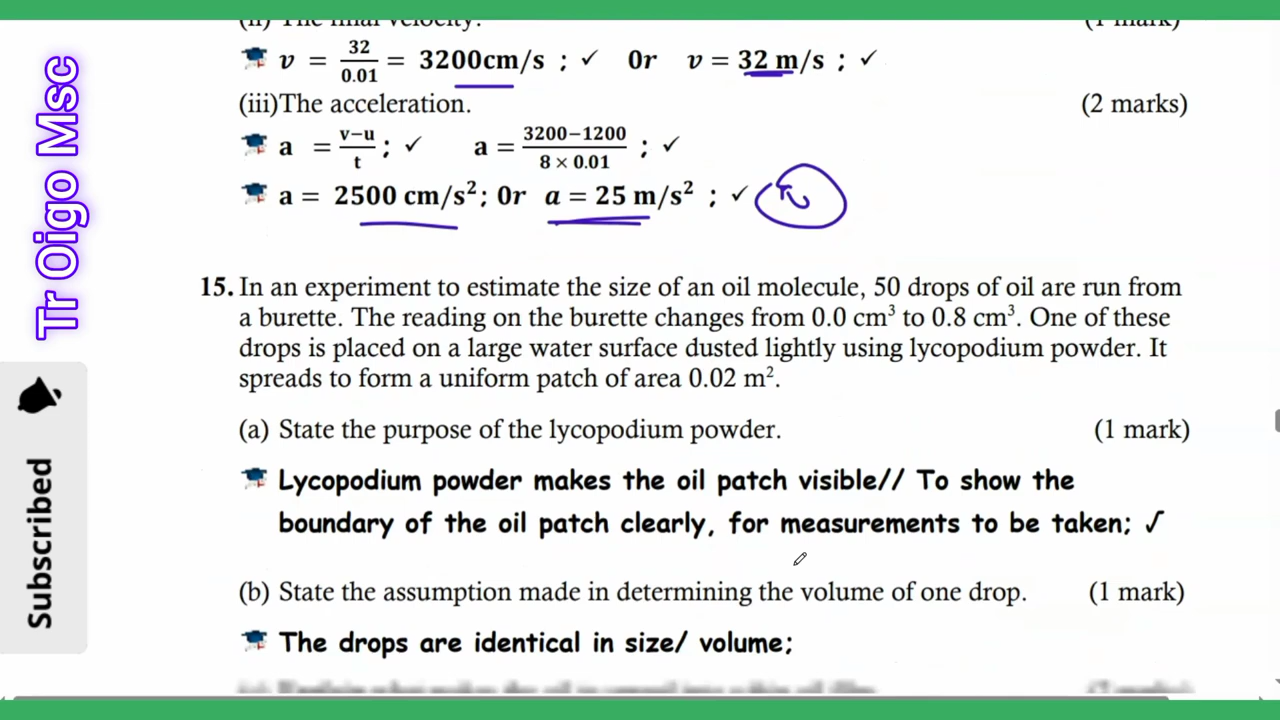 Tr Oigo Msc
Subscribed
(ii) The final velocity. (1 mark)
v = 32/0.01 = 3200cm/s ; ✓ Or v = 32 m/s ; ✓
(iii)The acceleration. (2 marks)
a = v−u/t ; ✓ a = 3200−1200/8 × 0.01 ; ✓
a = 2500 cm/s²; Or a = 25 m/s² ; ✓
15. In an experiment to estimate the size of an oil molecule, 50 drops of oil are run from
a burette. The reading on the burette changes from 0.0 cm³ to 0.8 cm³. One of these
drops is placed on a large water surface dusted lightly using lycopodium powder. It
spreads to form a uniform patch of area 0.02 m².
(a) State the purpose of the lycopodium powder. (1 mark)
Lycopodium powder makes the oil patch visible// To show the
boundary of the oil patch clearly, for measurements to be taken; √
(b) State the assumption made in determining the volume of one drop. (1 mark)
The drops are identical in size/ volume;